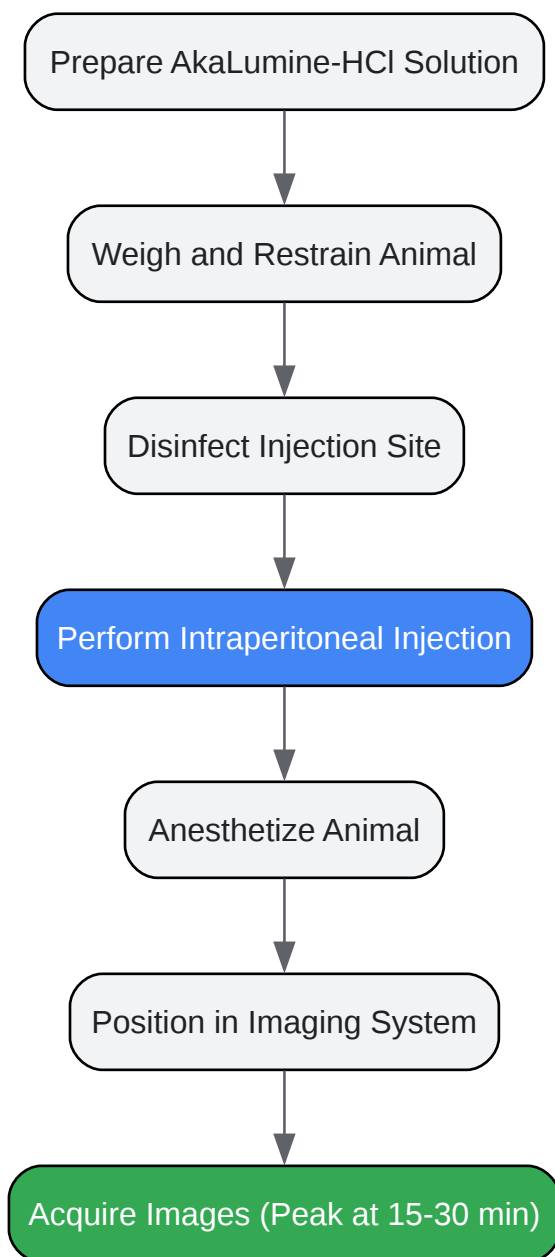 Prepare AkaLumine-HCl Solution
Weigh and Restrain Animal
Disinfect Injection Site
Perform Intraperitoneal Injection
Anesthetize Animal
Position in Imaging System
Acquire Images (Peak at 15-30 min)